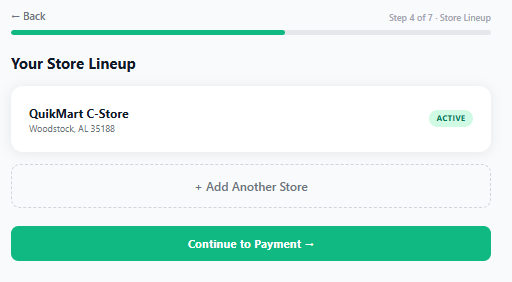 ← Back
Step 4 of 7 · Store Lineup
Your Store Lineup
QuikMart C-Store
ACTIVE
Woodstock, AL 35188
+ Add Another Store
Continue to Payment →